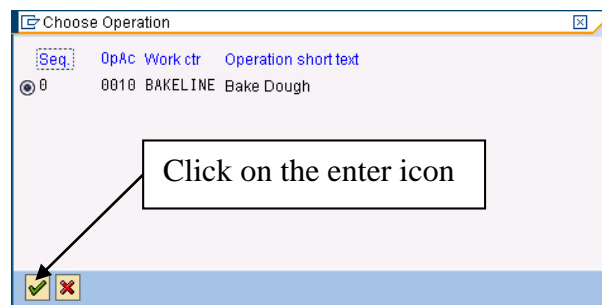 Choose Operation
Seq. OpAc Work ctr Operation short text
0 0010 BAKELINE Bake Dough
Click on the enter icon